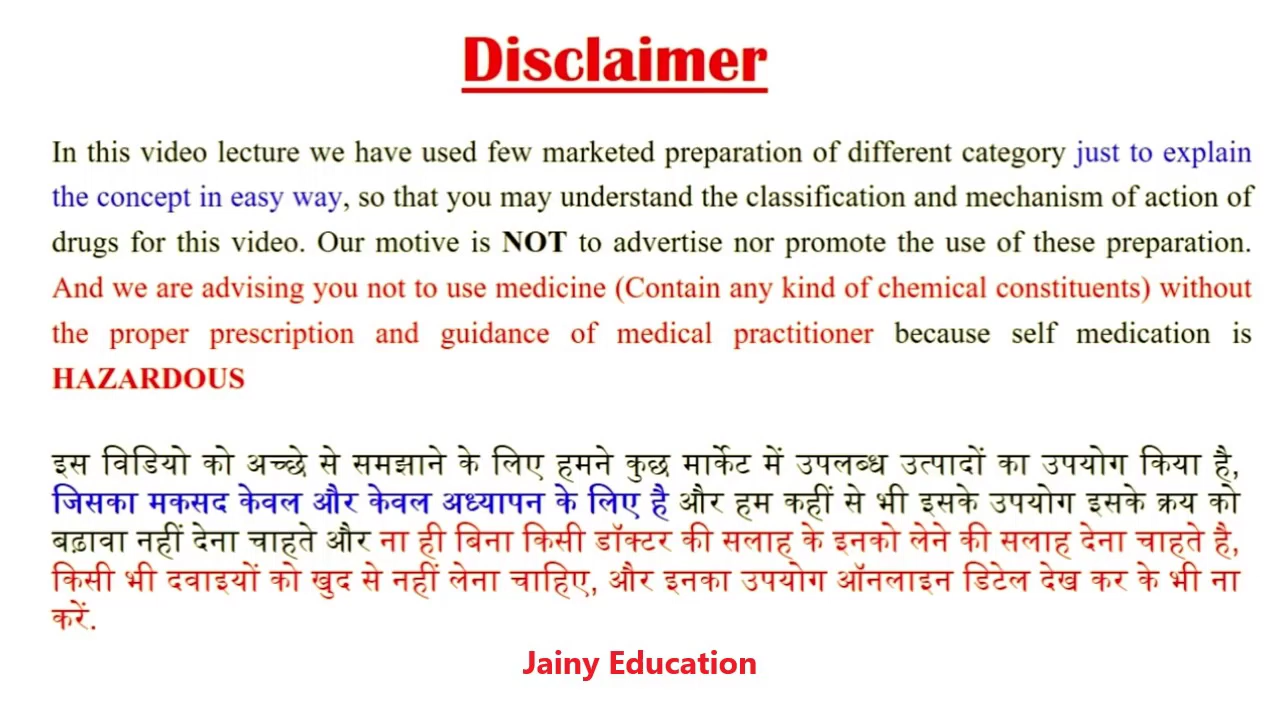 Disclaimer
In this video lecture we have used few marketed preparation of different category just to explain
the concept in easy way, so that you may understand the classification and mechanism of action of
drugs for this video. Our motive is NOT to advertise nor promote the use of these preparation.
And we are advising you not to use medicine (Contain any kind of chemical constituents) without
the proper prescription and guidance of medical practitioner because self medication is
HAZARDOUS
इस विडियो को अच्छे से समझाने के लिए हमने कुछ मार्केट में उपलब्ध उत्पादों का उपयोग किया है,
जिसका मकसद केवल और केवल अध्यापन के लिए है और हम कहीं से भी इसके उपयोग इसके क्रय को
बढ़ावा नहीं देना चाहते और ना ही बिना किसी डॉक्टर की सलाह के इनको लेने की सलाह देना चाहते है,
किसी भी दवाइयों को खुद से नहीं लेना चाहिए, और इनका उपयोग ऑनलाइन डिटेल देख कर के भी ना
करें.
Jainy Education